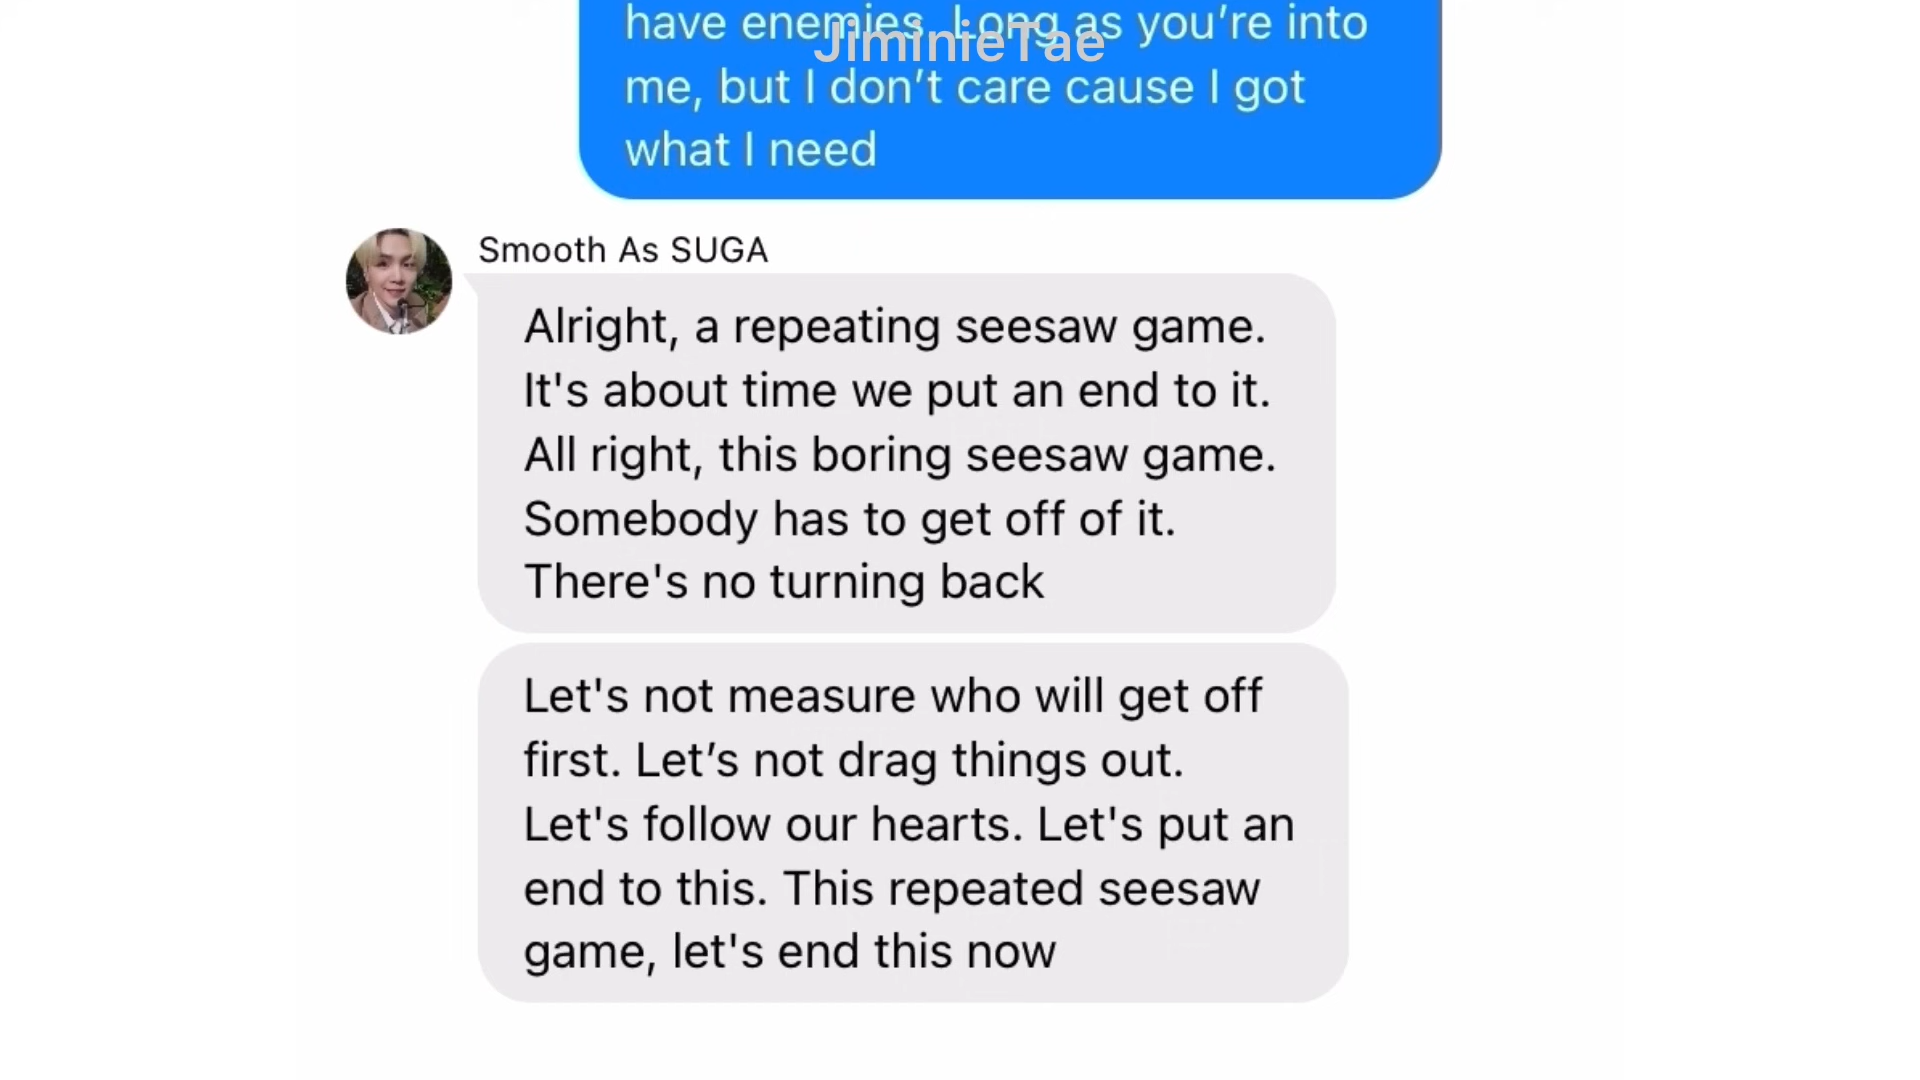 have enemies. Long as you’re into
JiminieTae
me, but I don’t care cause I got
what I need
Smooth As SUGA
Alright, a repeating seesaw game.
It's about time we put an end to it.
All right, this boring seesaw game.
Somebody has to get off of it.
There's no turning back
Let's not measure who will get off
first. Let’s not drag things out.
Let's follow our hearts. Let's put an
end to this. This repeated seesaw
game, let's end this now